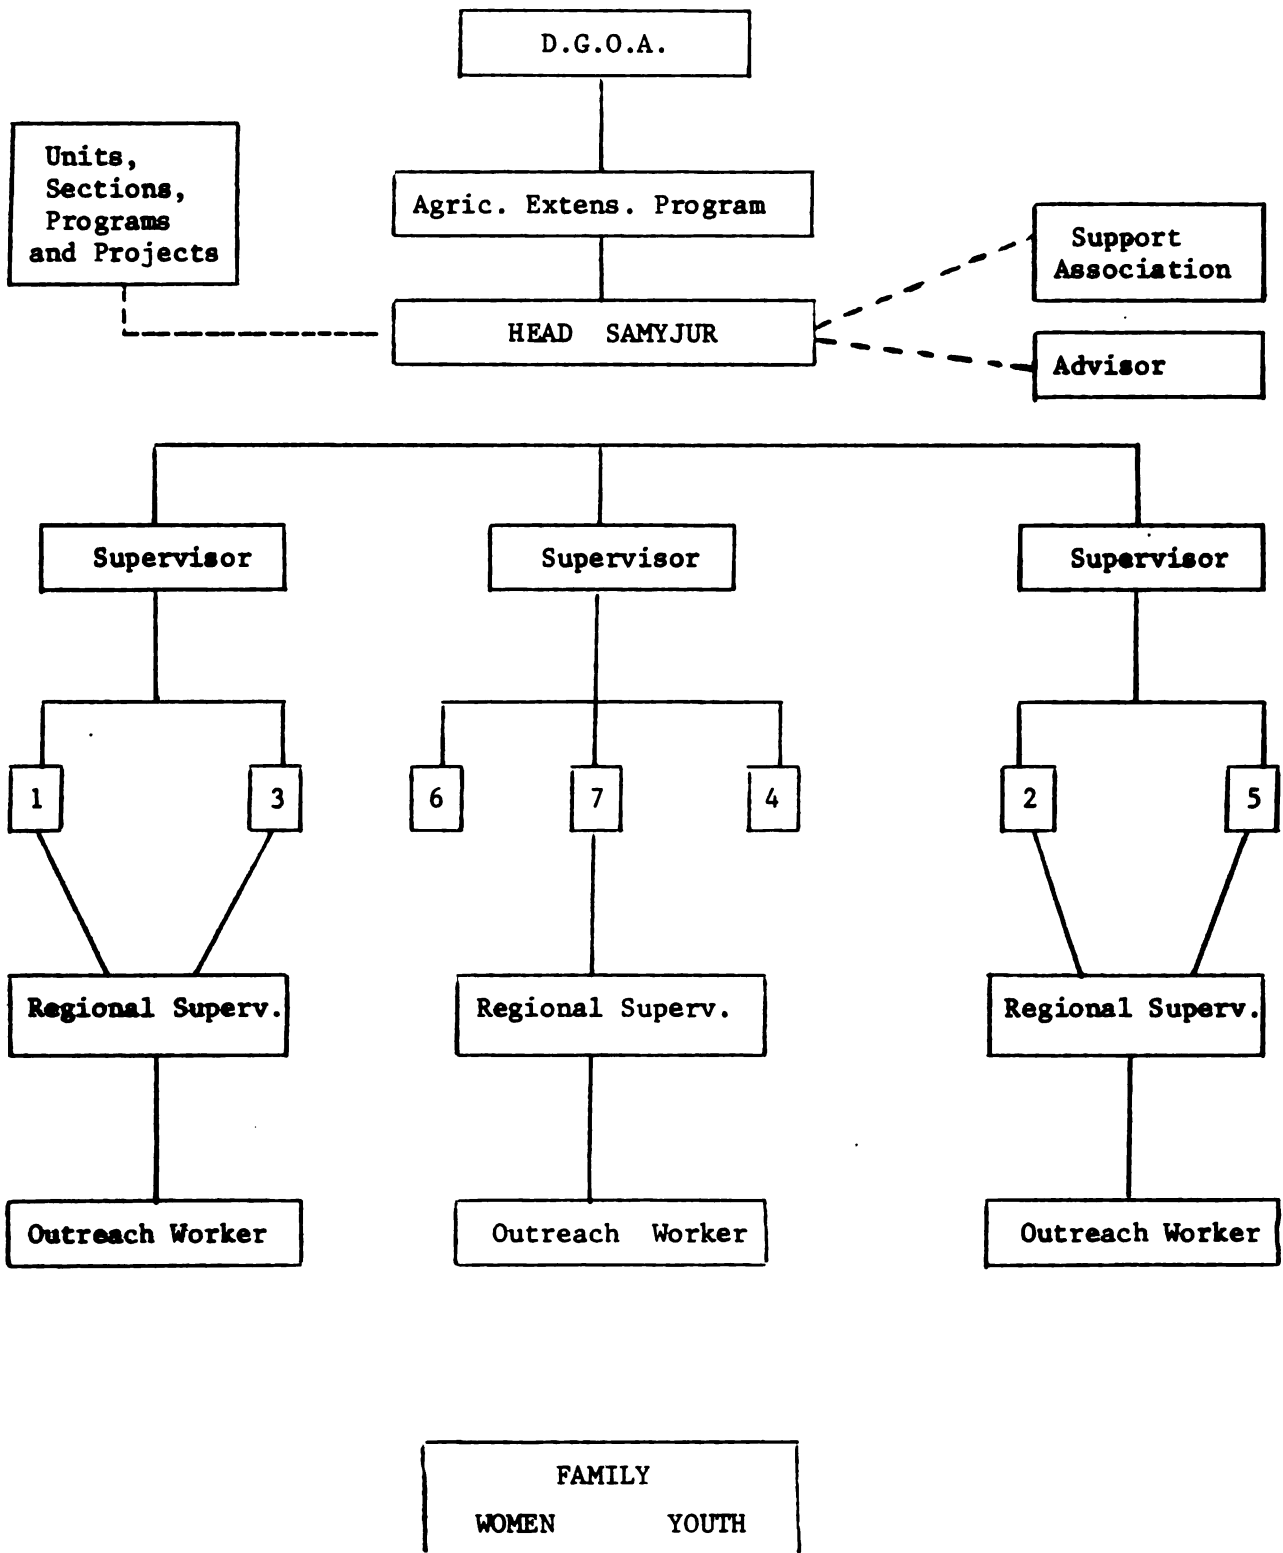 D.G.O.A.
Units,
Sections,
Programs
and Projects
Agric. Extens. Program
Support
Association
HEAD SAMYJUR
Advisor
Supervisor
Supervisor
Supervisor
1
3
6
7
4
2
5
Regional Superv.
Regional Superv.
Regional Superv.
Outreach Worker
Outreach Worker
Outreach Worker
FAMILY
WOMEN YOUTH